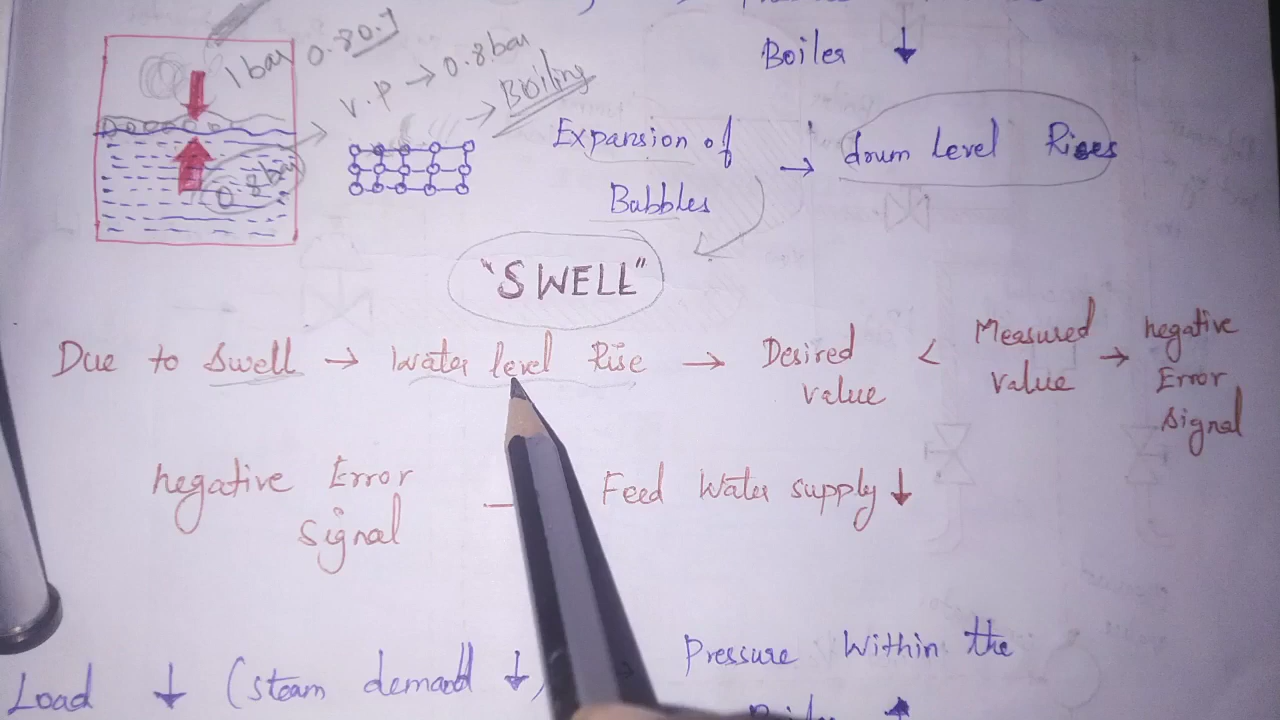 1 bar 0.8 0.7
V.P → 0.8 bar
→ Boiling
0.8 bar
Boiler ↓
Expansion of
Bubbles
→ drum level Rises
"SWELL"
Due to Swell → Water level Rise → Desired value < Measured value → negative Error Signal
negative Error
Signal
Feed Water supply ↓
Load ↓ (steam demand ↓)
Pressure Within the